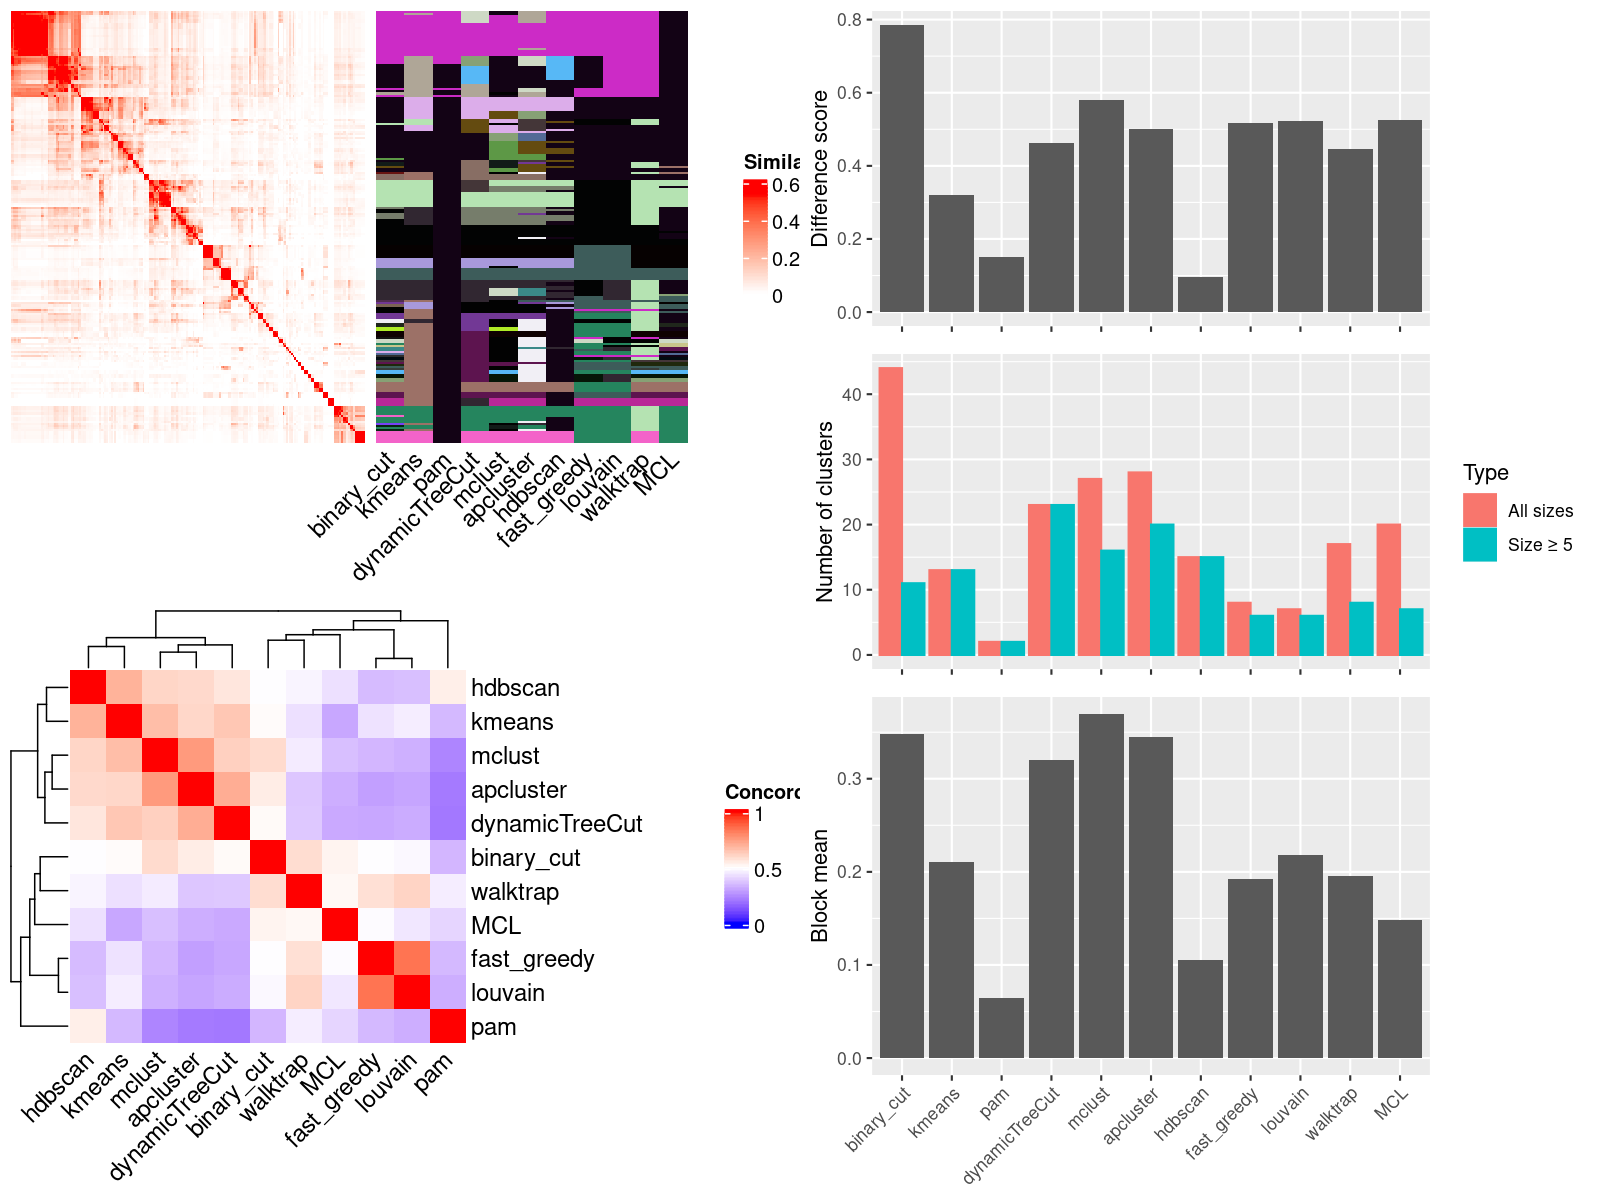 Simila
0.6
0.4
0.2
0
binary_cut
kmeans
pam
dynamicTreeCut
mclust
apcluster
hdbscan
fast_greedy
louvain
walktrap
MCL
hdbscan
kmeans
mclust
apcluster
dynamicTreeCut
binary_cut
walktrap
MCL
fast_greedy
louvain
pam
hdbscan
kmeans
mclust
apcluster
dynamicTreeCut
binary_cut
walktrap
MCL
fast_greedy
louvain
pam
Concord
1
0.5
0
Difference score
0.8
0.6
0.4
0.2
0.0
Number of clusters
40
30
20
10
0
Type
All sizes
Size ≥ 5
Block mean
0.3
0.2
0.1
0.0
binary_cut
kmeans
pam
dynamicTreeCut
mclust
apcluster
hdbscan
fast_greedy
louvain
walktrap
MCL